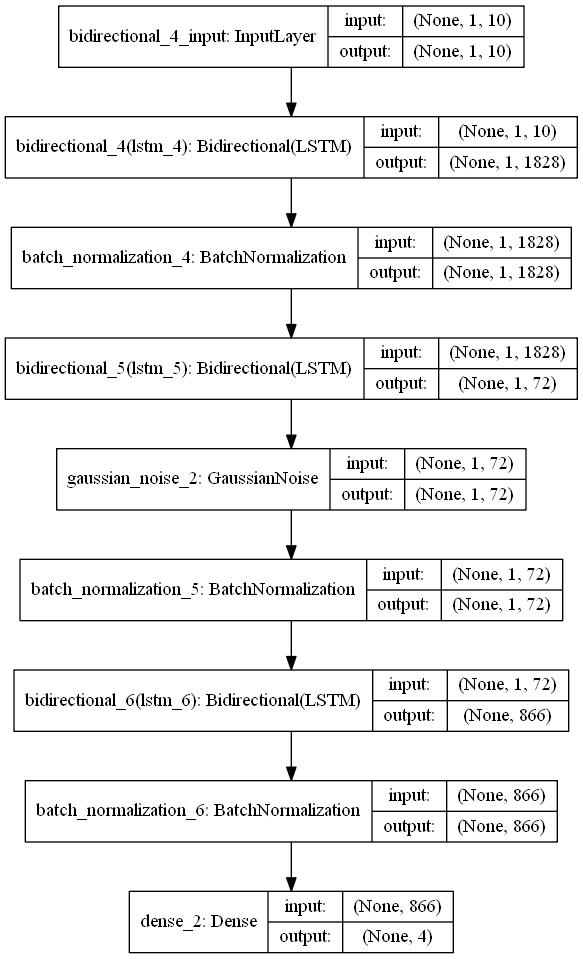 bidirectional_4_input: InputLayer
input: (None, 1, 10)
output: (None, 1, 10)
bidirectional_4(lstm_4): Bidirectional(LSTM)
input: (None, 1, 10)
output: (None, 1, 1828)
batch_normalization_4: BatchNormalization
input: (None, 1, 1828)
output: (None, 1, 1828)
bidirectional_5(lstm_5): Bidirectional(LSTM)
input: (None, 1, 1828)
output: (None, 1, 72)
gaussian_noise_2: GaussianNoise
input: (None, 1, 72)
output: (None, 1, 72)
batch_normalization_5: BatchNormalization
input: (None, 1, 72)
output: (None, 1, 72)
bidirectional_6(lstm_6): Bidirectional(LSTM)
input: (None, 1, 72)
output: (None, 866)
batch_normalization_6: BatchNormalization
input: (None, 866)
output: (None, 866)
dense_2: Dense
input: (None, 866)
output: (None, 4)